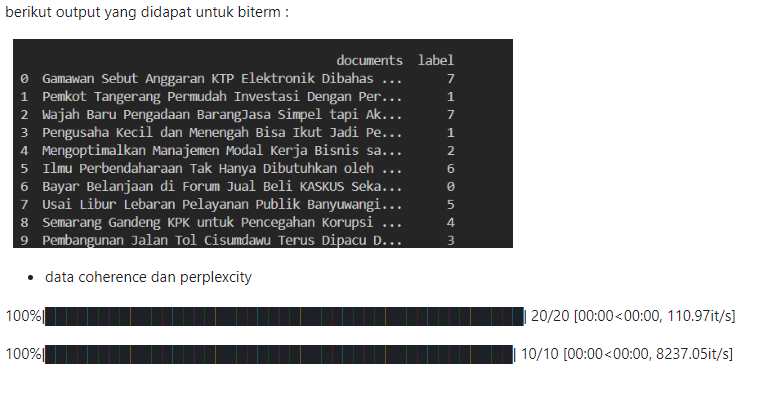 berikut output yang didapat untuk biterm :
documents label
0 Gamawan Sebut Anggaran KTP Elektronik Dibahas ... 7
1 Pemkot Tangerang Permudah Investasi Dengan Per... 1
2 Wajah Baru Pengadaan BarangJasa Simpel tapi Ak... 7
3 Pengusaha Kecil dan Menengah Bisa Ikut Jadi Pe... 1
4 Mengoptimalkan Manajemen Modal Kerja Bisnis sa... 2
5 Ilmu Perbendaharaan Tak Hanya Dibutuhkan oleh ... 6
6 Bayar Belanjaan di Forum Jual Beli KASKUS Seka... 0
7 Usai Libur Lebaran Pelayanan Publik Banyuwangi... 5
8 Semarang Gandeng KPK untuk Pencegahan Korupsi ... 4
9 Pembangunan Jalan Tol Cisumdawu Terus Dipacu D... 3
• data coherence dan perplexcity
100%| | 20/20 [00:00<00:00, 110.97it/s]
100%| | 10/10 [00:00<00:00, 8237.05it/s]